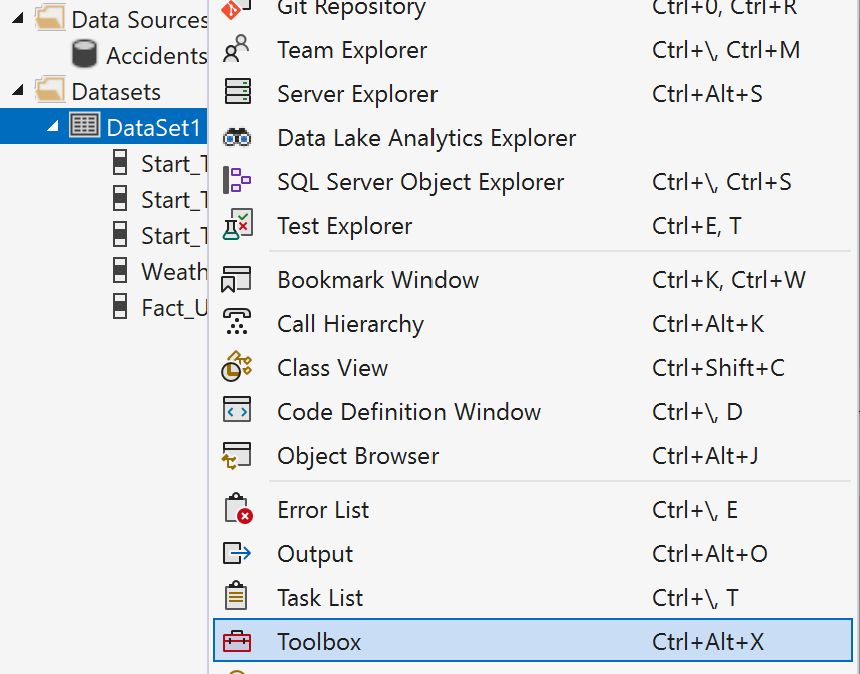 Data Sources
Accidents
Datasets
DataSet1
Start_T
Start_T
Start_T
Weath
Fact_U
Git Repository Ctrl+0, Ctrl+R
Team Explorer Ctrl+\, Ctrl+M
Server Explorer Ctrl+Alt+S
Data Lake Analytics Explorer
SQL Server Object Explorer Ctrl+\, Ctrl+S
Test Explorer Ctrl+E, T
Bookmark Window Ctrl+K, Ctrl+W
Call Hierarchy Ctrl+Alt+K
Class View Ctrl+Shift+C
Code Definition Window Ctrl+\, D
Object Browser Ctrl+Alt+J
Error List Ctrl+\, E
Output Ctrl+Alt+O
Task List Ctrl+\, T
Toolbox Ctrl+Alt+X